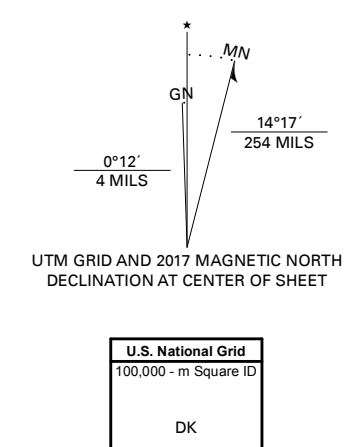 ★
MN
GN
14°17´
254 MILS
0°12´
4 MILS
UTM GRID AND 2017 MAGNETIC NORTH
DECLINATION AT CENTER OF SHEET
U.S. National Grid
100,000 - m Square ID
DK